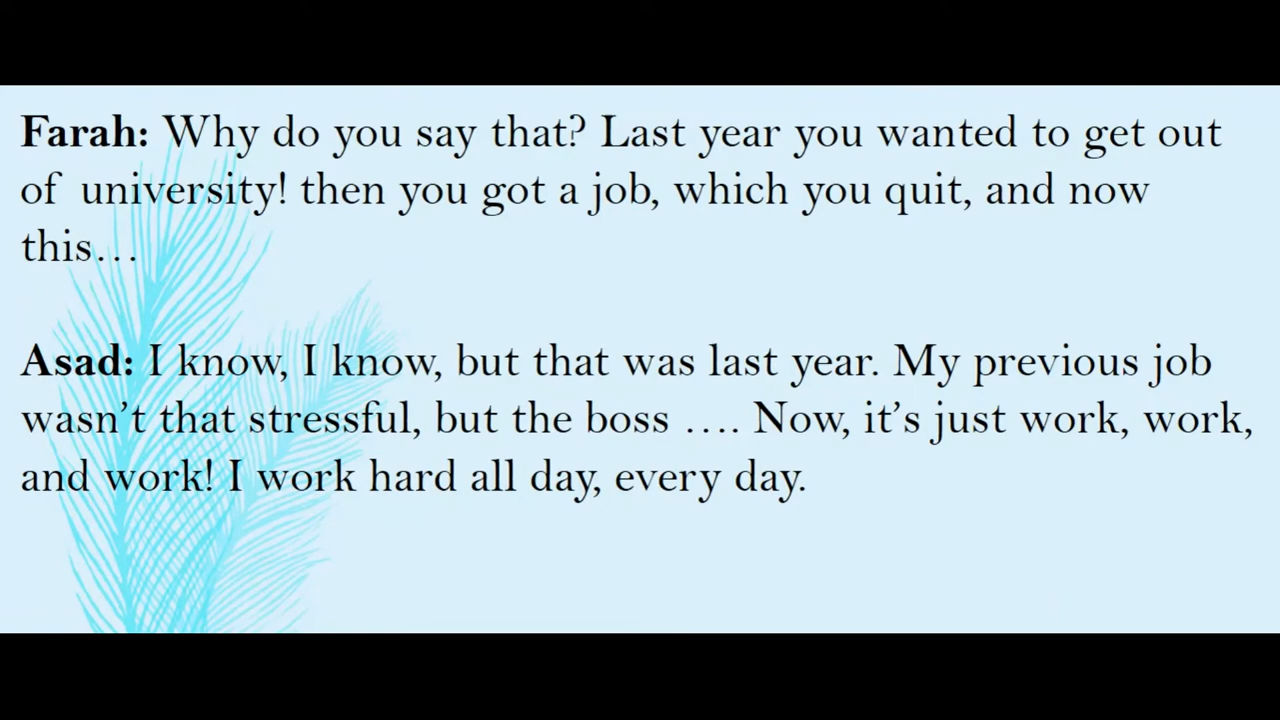 Farah: Why do you say that? Last year you wanted to get out
of university! then you got a job, which you quit, and now
this…
Asad: I know, I know, but that was last year. My previous job
wasn’t that stressful, but the boss …. Now, it’s just work, work,
and work! I work hard all day, every day.